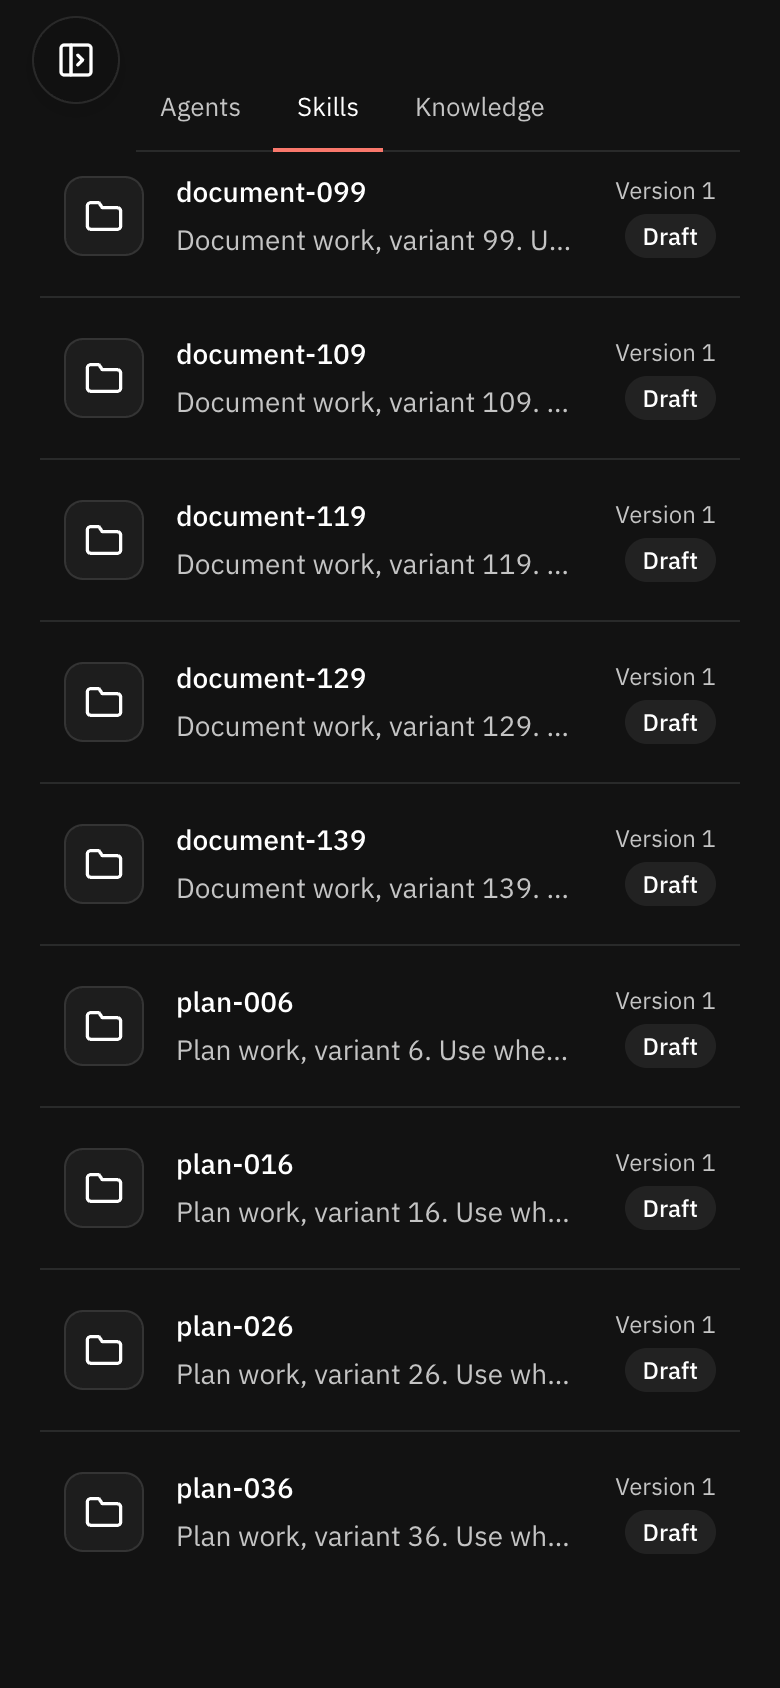 Agents Skills Knowledge
document-099 Version 1
Document work, variant 99. U... Draft
document-109 Version 1
Document work, variant 109. ... Draft
document-119 Version 1
Document work, variant 119. ... Draft
document-129 Version 1
Document work, variant 129. ... Draft
document-139 Version 1
Document work, variant 139. ... Draft
plan-006 Version 1
Plan work, variant 6. Use whe... Draft
plan-016 Version 1
Plan work, variant 16. Use wh... Draft
plan-026 Version 1
Plan work, variant 26. Use wh... Draft
plan-036 Version 1
Plan work, variant 36. Use wh... Draft